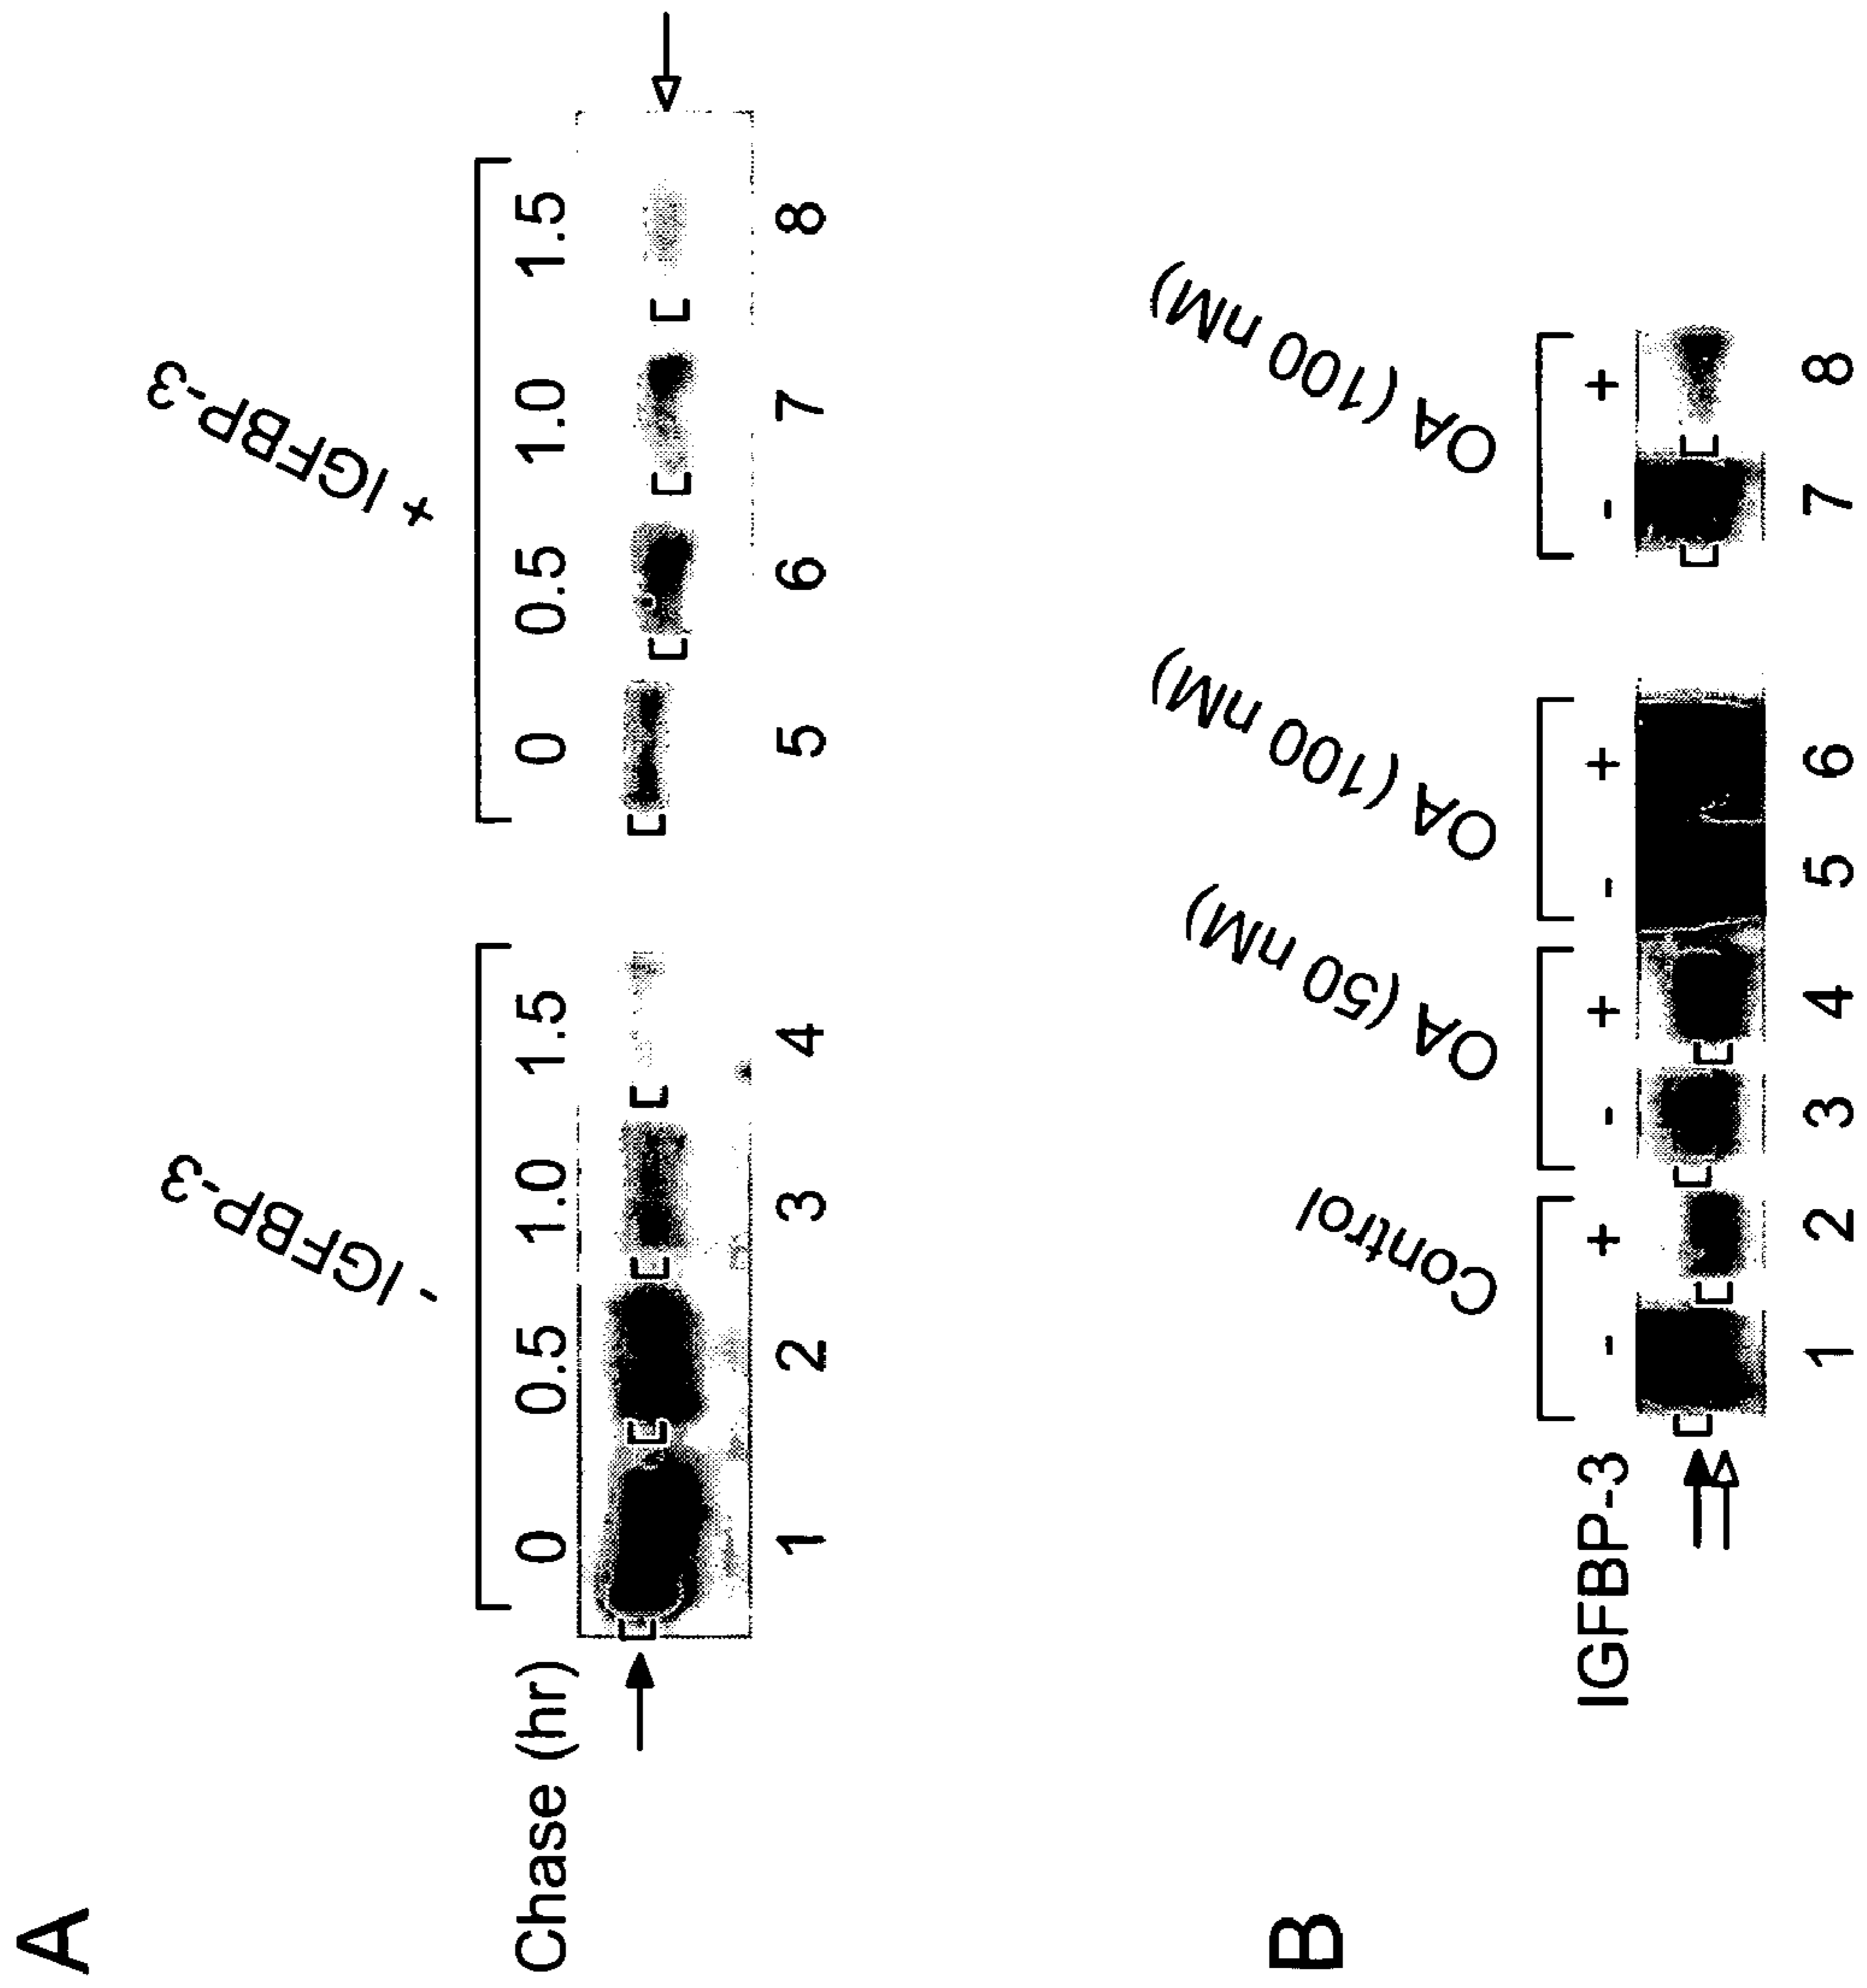 A
- IGFBP-3
+ IGFBP-3
Chase (hr) 0 0.5 1.0 1.5 0 0.5 1.0 1.5
1 2 3 4 5 6 7 8
B
Control OA (50 nM) OA (100 nM) OA (100 nM)
IGFBP-3 - + - + - + - +
1 2 3 4 5 6 7 8